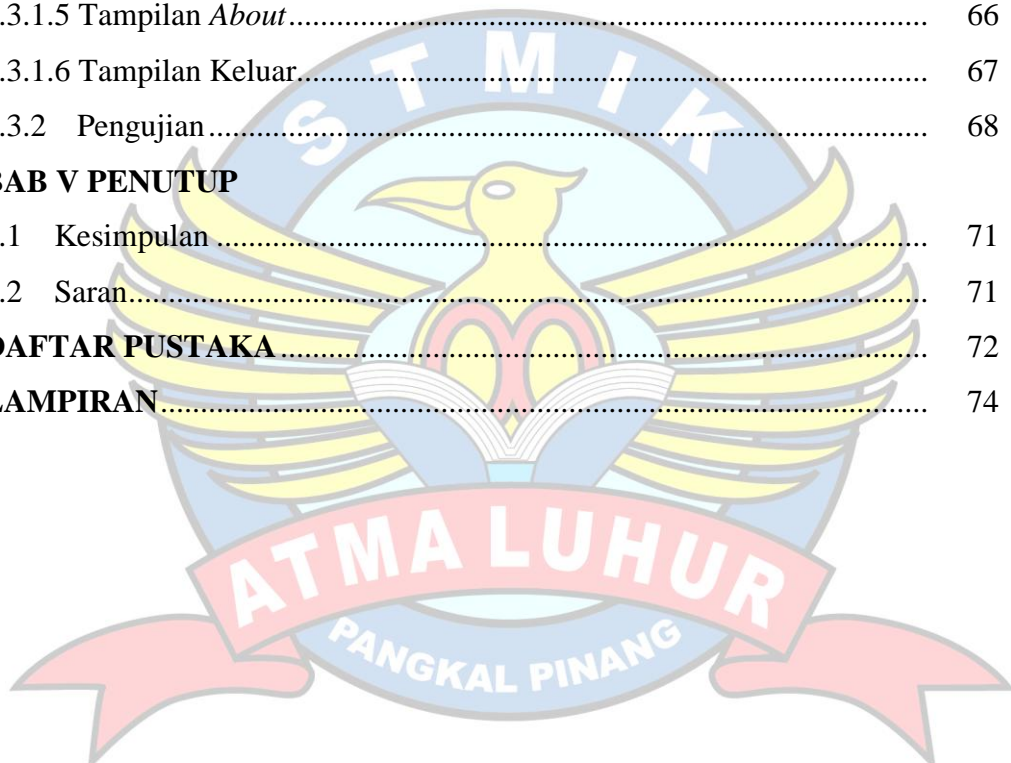 .3.1.5 Tampilan About ........ 66
.3.1.6 Tampilan Keluar ........ 67
.3.2 Pengujian ........ 68
BAB V PENUTUP
.1 Kesimpulan ........ 71
.2 Saran ........ 71
DAFTAR PUSTAKA ........ 72
LAMPIRAN ........ 74
STMIK
ATMA LUHUR
PANGKAL PINANG